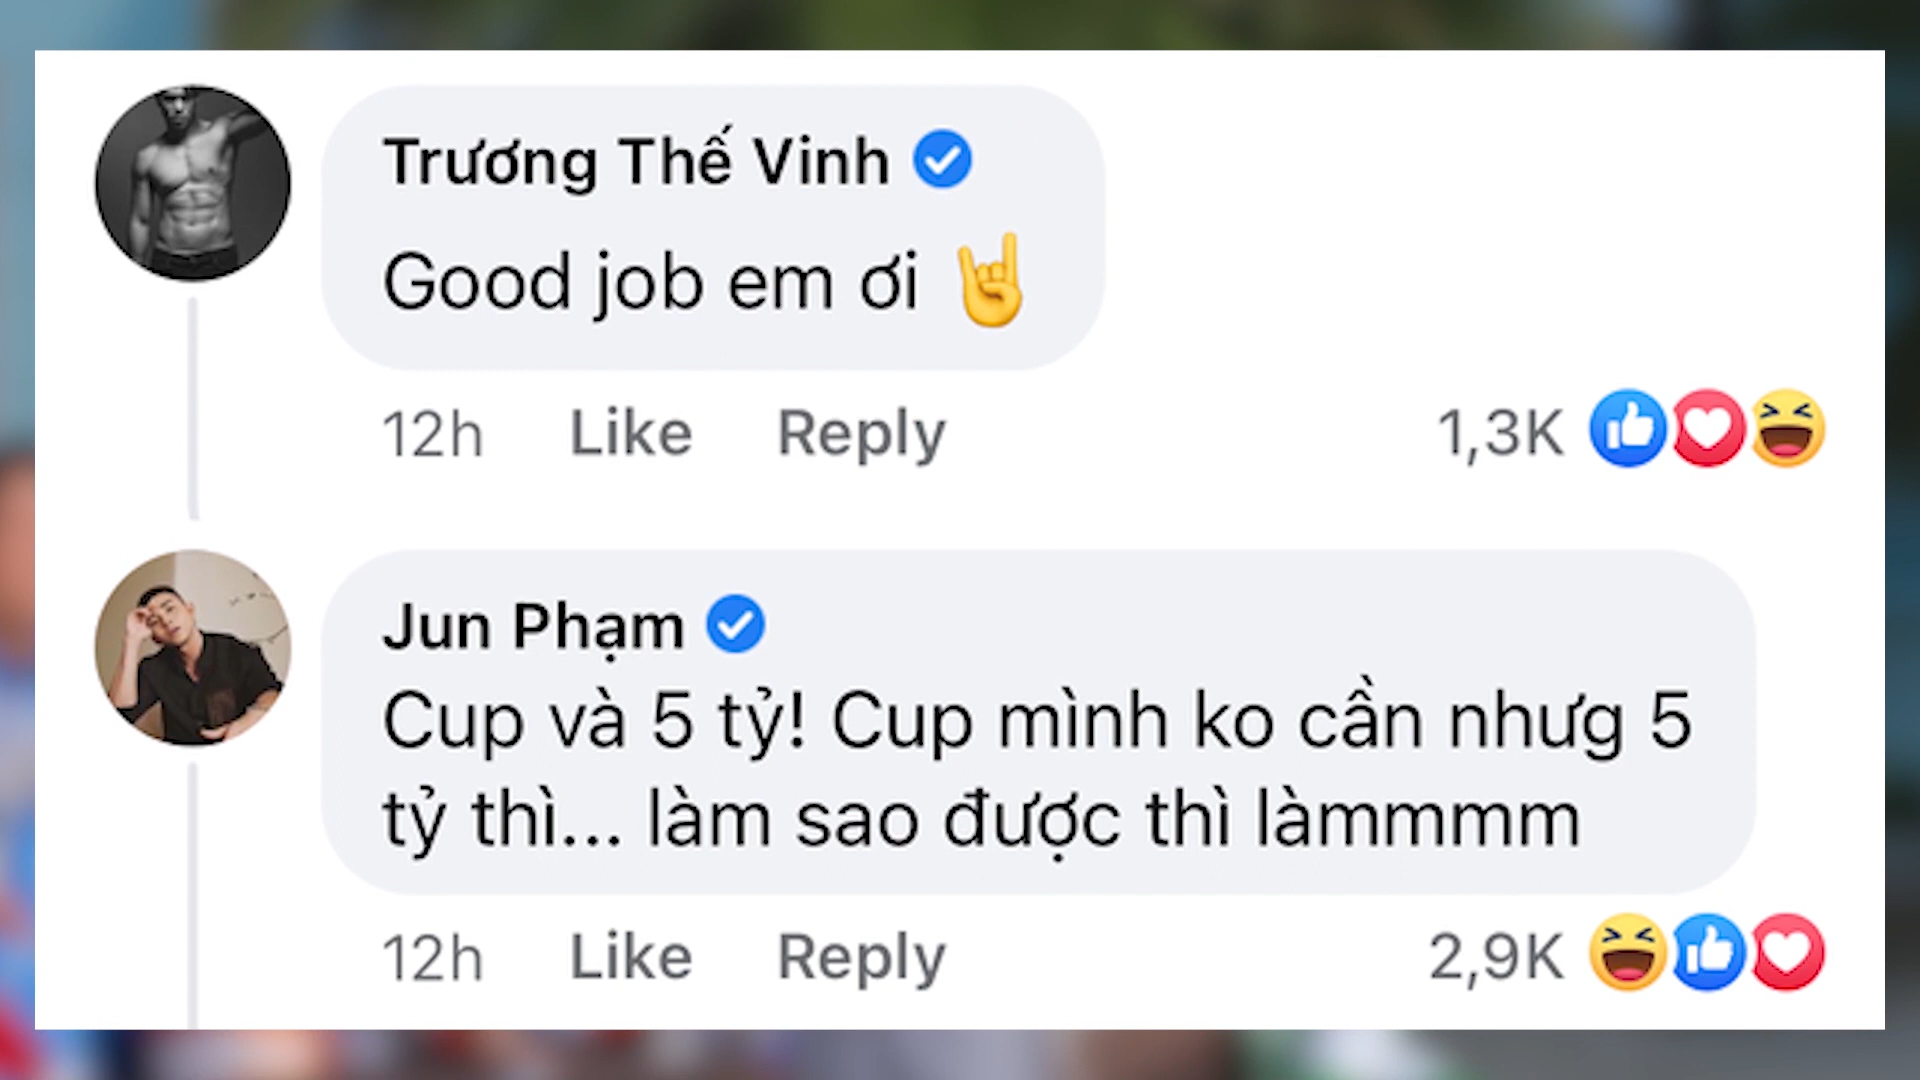 Trương Thế Vinh
Good job em ơi 🤘
12h Like Reply 1,3K
Jun Phạm
Cup và 5 tỷ! Cup mình ko cần nhưg 5
tỷ thì... làm sao được thì làmmmm
12h Like Reply 2,9K